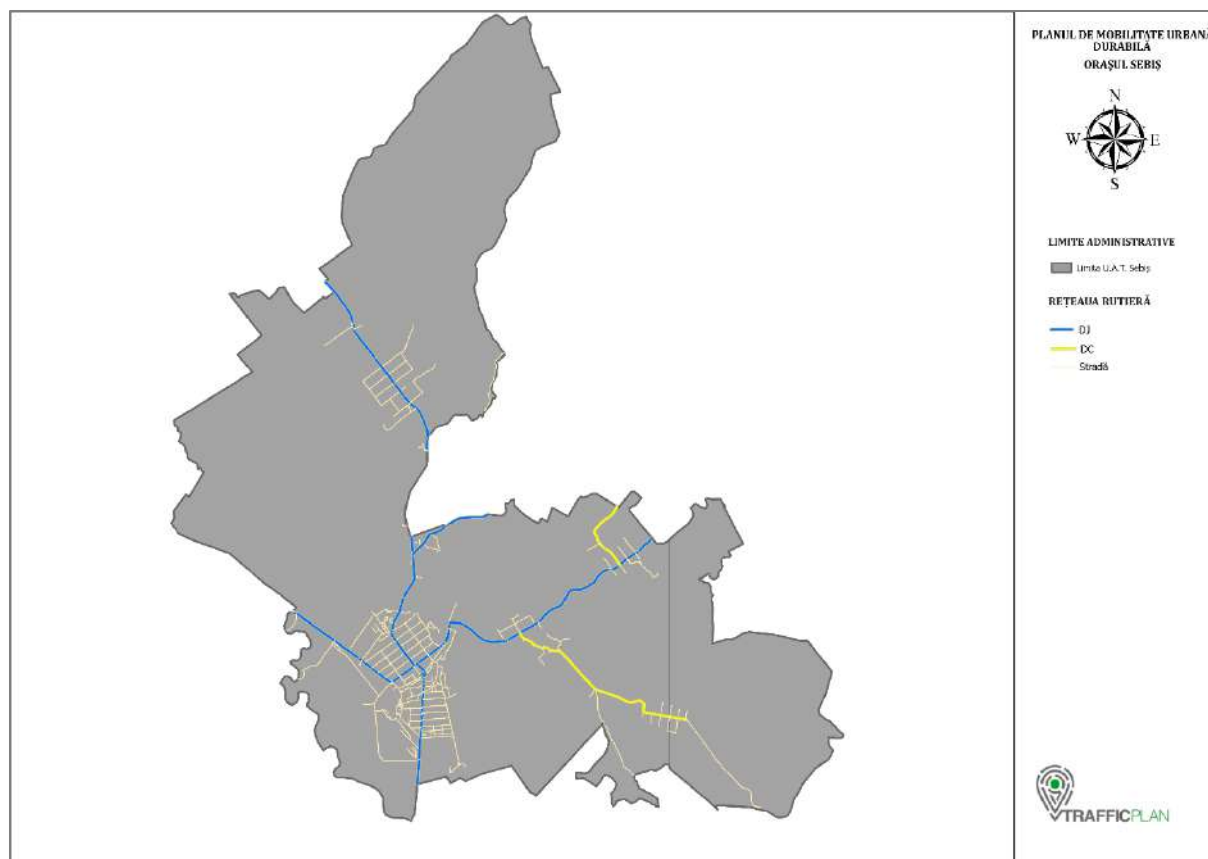 PLANUL DE MOBILITATE URBANĂ
DURABILĂ
ORAȘUL SEBIȘ
N
W E
S
LIMITE ADMINISTRATIVE
Limita U.A.T. Sebiș
REȚEAUA RUTIERĂ
DJ
DC
Stradă
TRAFFICPLAN